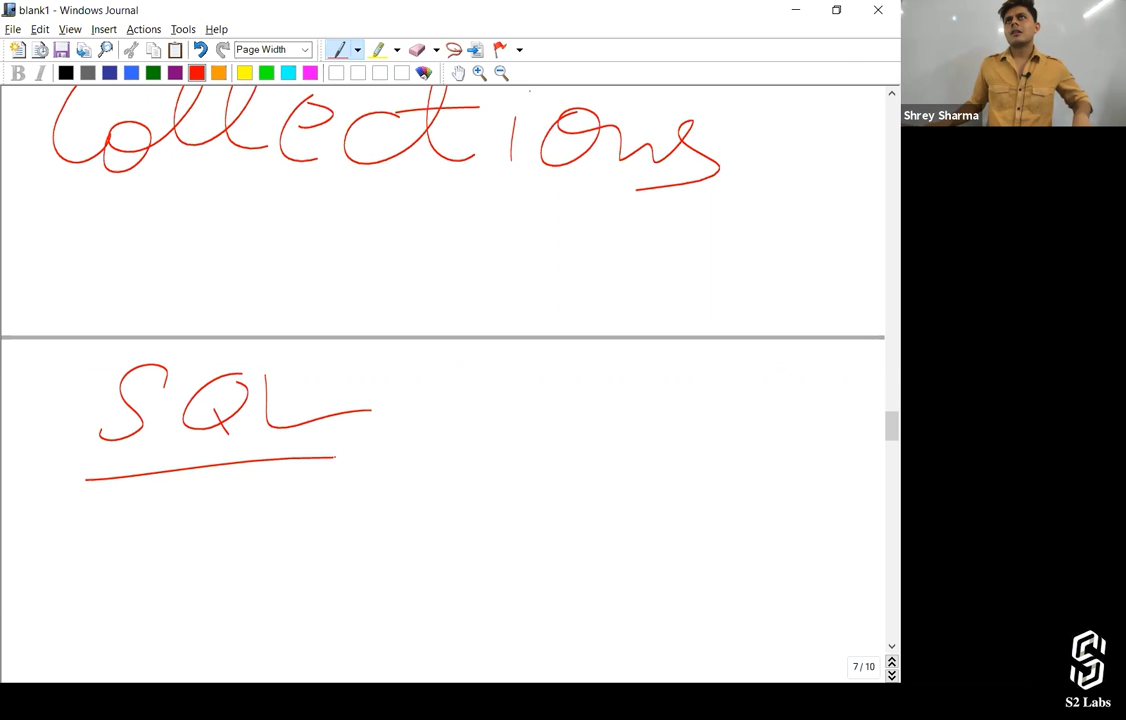 blank1 - Windows Journal
File Edit View Insert Actions Tools Help
Page Width
B I
Collections
SQL
7 / 10
Shrey Sharma
S2 Labs